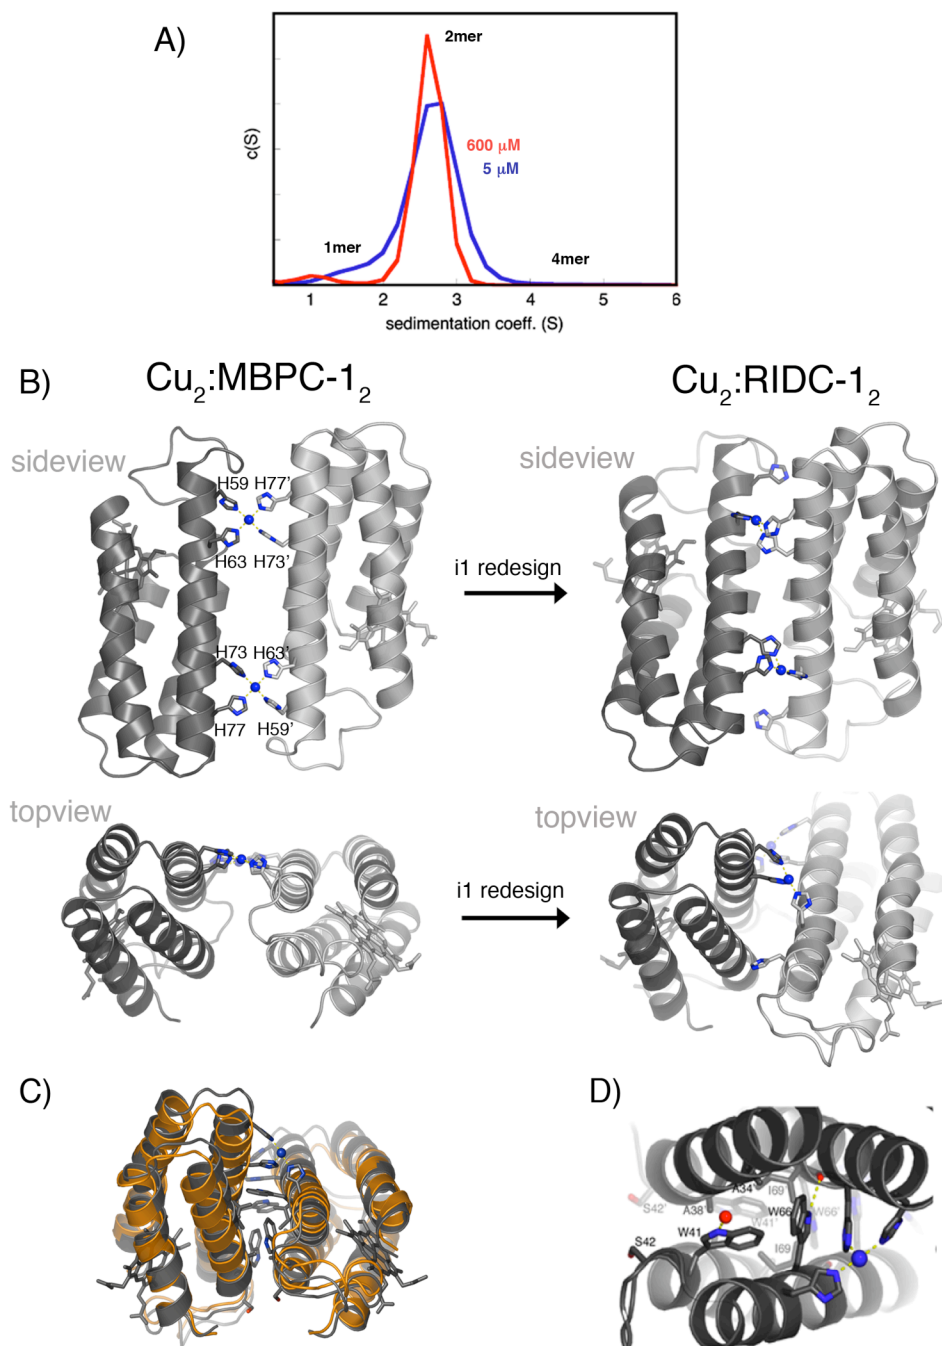 A)
2mer
600 μM
5 μM
1mer
4mer
c(S)
1 2 3 4 5 6
sedimentation coeff. (S)
B)
Cu2:MBPC-12
Cu2:RIDC-12
sideview
sideview
H59 H77'
H63 H73'
i1 redesign
H73 H63'
H77 H59'
topview
topview
i1 redesign
C)
D)
A34
I69
S42'
A38
W66
W66'
W41'
W41
S42
I69